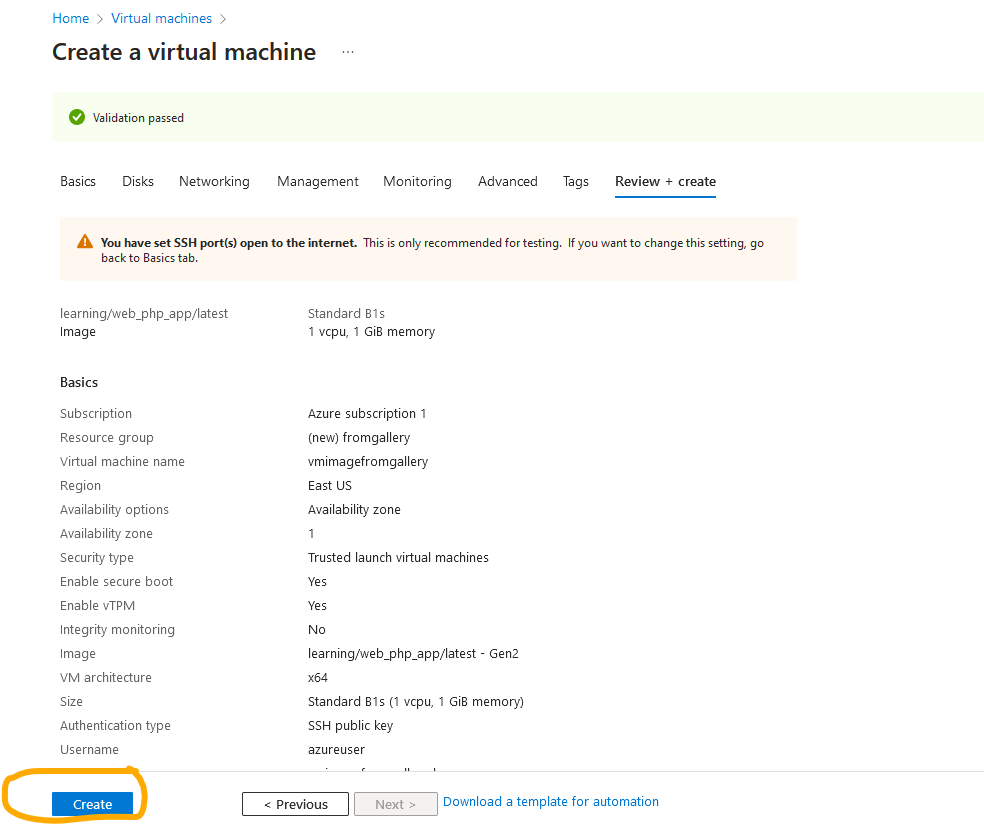 Home > Virtual machines >
Create a virtual machine ...
Validation passed
Basics Disks Networking Management Monitoring Advanced Tags Review + create
You have set SSH port(s) open to the internet. This is only recommended for testing. If you want to change this setting, go
back to Basics tab.
learning/web_php_app/latest Standard B1s
Image 1 vcpu, 1 GiB memory
Basics
Subscription Azure subscription 1
Resource group (new) fromgallery
Virtual machine name vmimagefromgallery
Region East US
Availability options Availability zone
Availability zone 1
Security type Trusted launch virtual machines
Enable secure boot Yes
Enable vTPM Yes
Integrity monitoring No
Image learning/web_php_app/latest - Gen2
VM architecture x64
Size Standard B1s (1 vcpu, 1 GiB memory)
Authentication type SSH public key
Username azureuser
Create < Previous Next > Download a template for automation